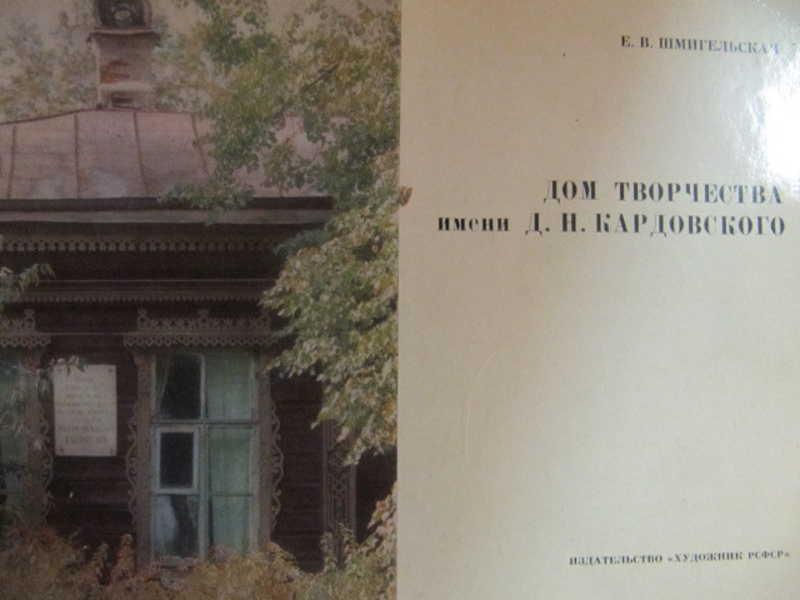 Е. В. ШМИГЕЛЬСКАЯ
ДОМ ТВОРЧЕСТВА
имени Д. Н. КАРДОВСКОГО
ИЗДАТЕЛЬСТВО «ХУДОЖНИК РСФСР»